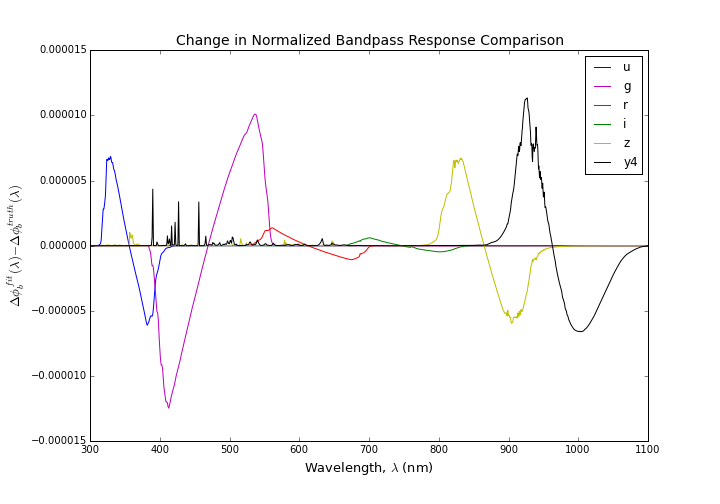 Change in Normalized Bandpass Response Comparison
0.000015
0.000010
0.000005
0.000000
−0.000005
−0.000010
−0.000015
Δϕ_b^{fit}(λ)−Δϕ_b^{truth}(λ)
u
g
r
i
z
y4
300 400 500 600 700 800 900 1000 1100
Wavelength, λ (nm)